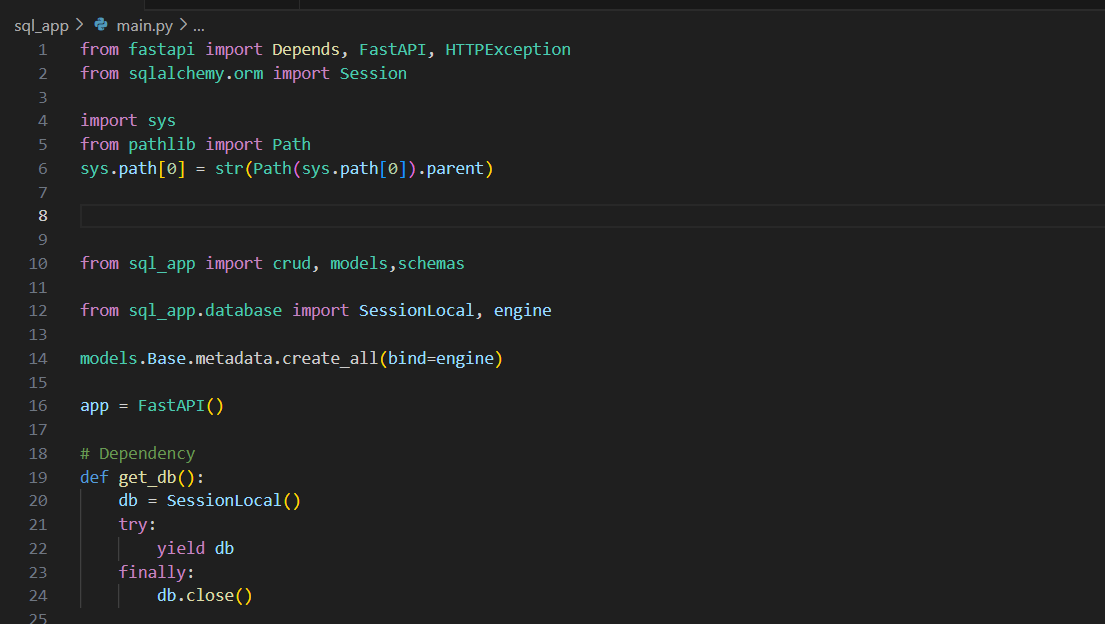 sql_app > main.py > ...
1 from fastapi import Depends, FastAPI, HTTPException
2 from sqlalchemy.orm import Session
3
4 import sys
5 from pathlib import Path
6 sys.path[0] = str(Path(sys.path[0]).parent)
7
8
9
10 from sql_app import crud, models,schemas
11
12 from sql_app.database import SessionLocal, engine
13
14 models.Base.metadata.create_all(bind=engine)
15
16 app = FastAPI()
17
18 # Dependency
19 def get_db():
20     db = SessionLocal()
21     try:
22         yield db
23     finally:
24         db.close()
25